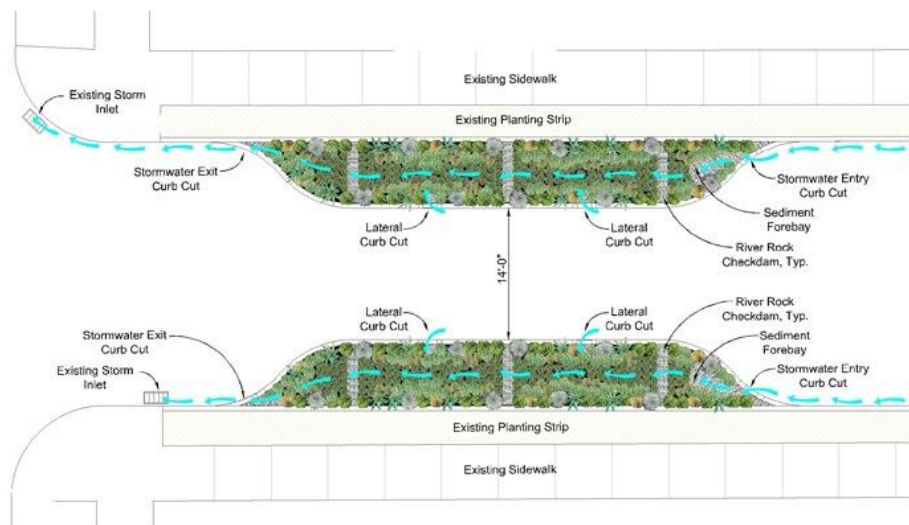 Existing Sidewalk
Existing Storm
Inlet
Existing Planting Strip
Stormwater Exit
Curb Cut
Stormwater Entry
Curb Cut
Lateral
Curb Cut
Lateral
Curb Cut
Sediment
Forebay
River Rock
Checkdam, Typ.
14'-0"
Lateral
Curb Cut
Lateral
Curb Cut
River Rock
Checkdam, Typ.
Stormwater Exit
Curb Cut
Sediment
Forebay
Existing Storm
Inlet
Stormwater Entry
Curb Cut
Existing Planting Strip
Existing Sidewalk